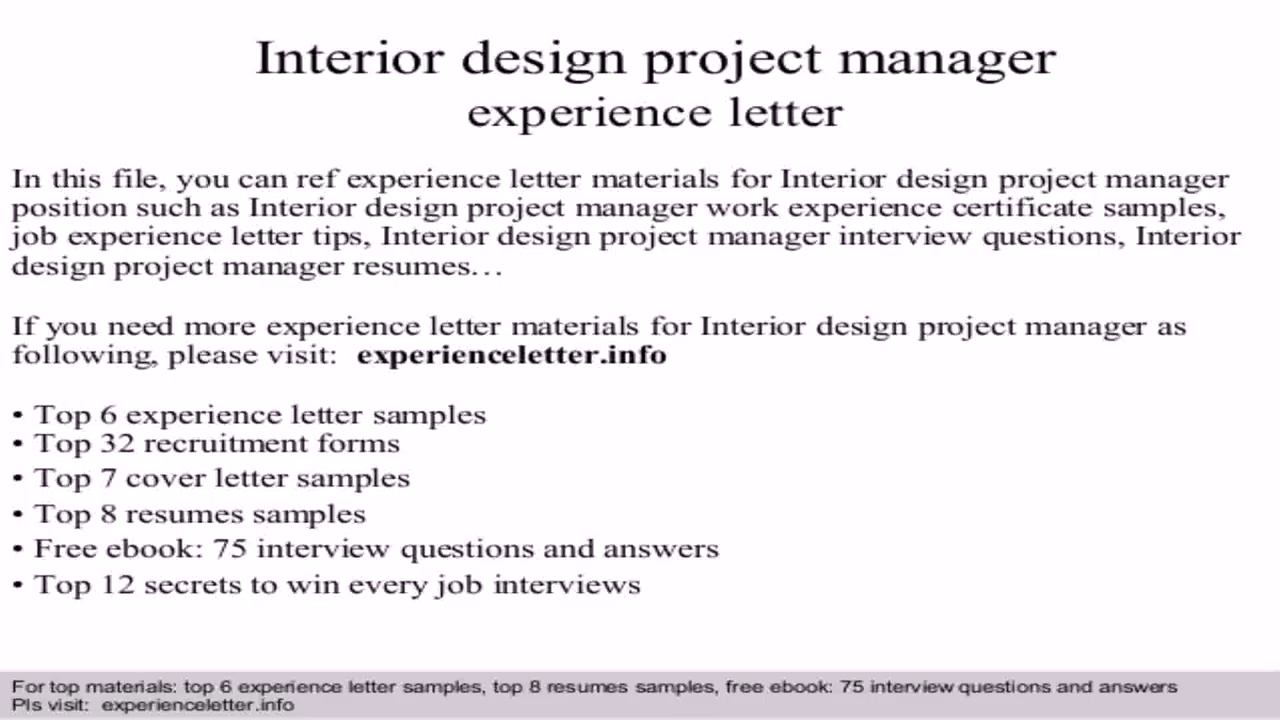 Interior design project manager
experience letter
In this file, you can ref experience letter materials for Interior design project manager
position such as Interior design project manager work experience certificate samples,
job experience letter tips, Interior design project manager interview questions, Interior
design project manager resumes…
If you need more experience letter materials for Interior design project manager as
following, please visit: experienceletter.info
• Top 6 experience letter samples
• Top 32 recruitment forms
• Top 7 cover letter samples
• Top 8 resumes samples
• Free ebook: 75 interview questions and answers
• Top 12 secrets to win every job interviews
For top materials: top 6 experience letter samples, top 8 resumes samples, free ebook: 75 interview questions and answers
Pls visit: experienceletter.info